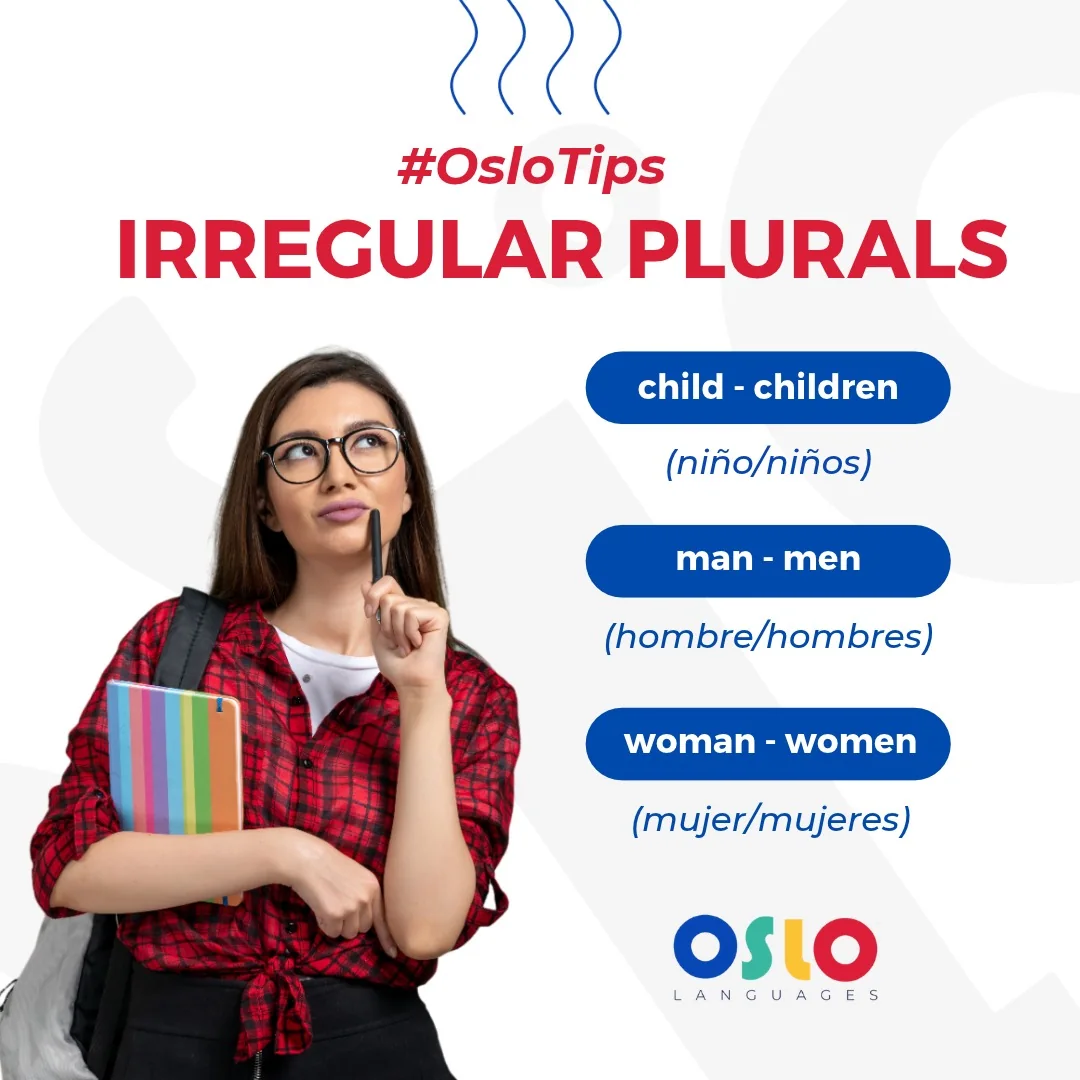 #OsloTips
IRREGULAR PLURALS
child - children
(niño/niños)
man - men
(hombre/hombres)
woman - women
(mujer/mujeres)
OSLO
LANGUAGES